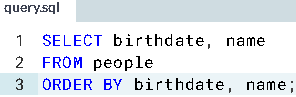 query.sql
1 SELECT birthdate, name
2 FROM people
3 ORDER BY birthdate, name;